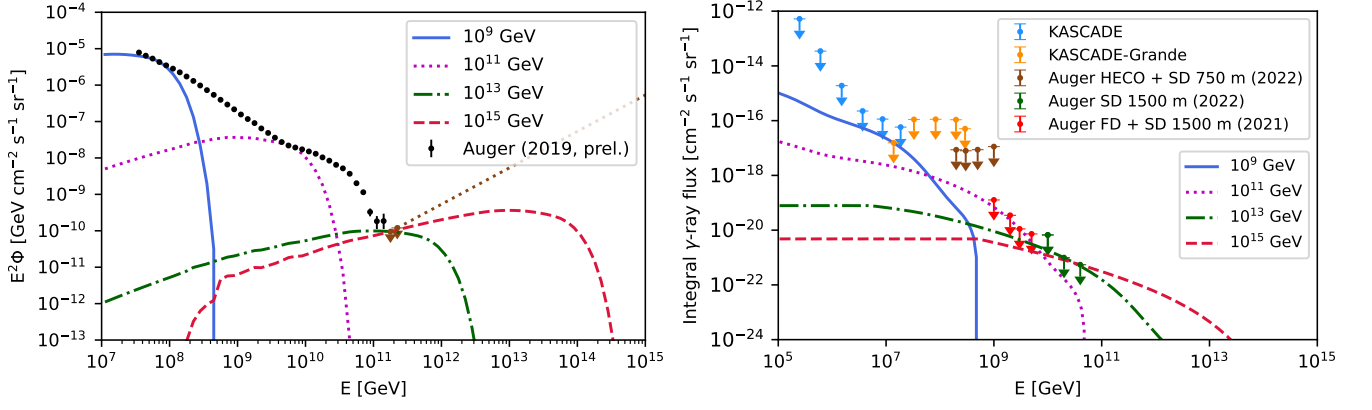 E²Φ [GeV cm⁻² s⁻¹ sr⁻¹]
10⁻⁴
10⁻⁵
10⁻⁶
10⁻⁷
10⁻⁸
10⁻⁹
10⁻¹⁰
10⁻¹¹
10⁻¹²
10⁻¹³
10⁹ GeV
10¹¹ GeV
10¹³ GeV
10¹⁵ GeV
Auger (2019, prel.)
10⁷ 10⁸ 10⁹ 10¹⁰ 10¹¹ 10¹² 10¹³ 10¹⁴ 10¹⁵
E [GeV]
Integral γ-ray flux [cm⁻² s⁻¹ sr⁻¹]
10⁻¹²
10⁻¹⁴
10⁻¹⁶
10⁻¹⁸
10⁻²⁰
10⁻²²
10⁻²⁴
KASCADE
KASCADE-Grande
Auger HECO + SD 750 m (2022)
Auger SD 1500 m (2022)
Auger FD + SD 1500 m (2021)
10⁹ GeV
10¹¹ GeV
10¹³ GeV
10¹⁵ GeV
10⁵ 10⁷ 10⁹ 10¹¹ 10¹³ 10¹⁵
E [GeV]